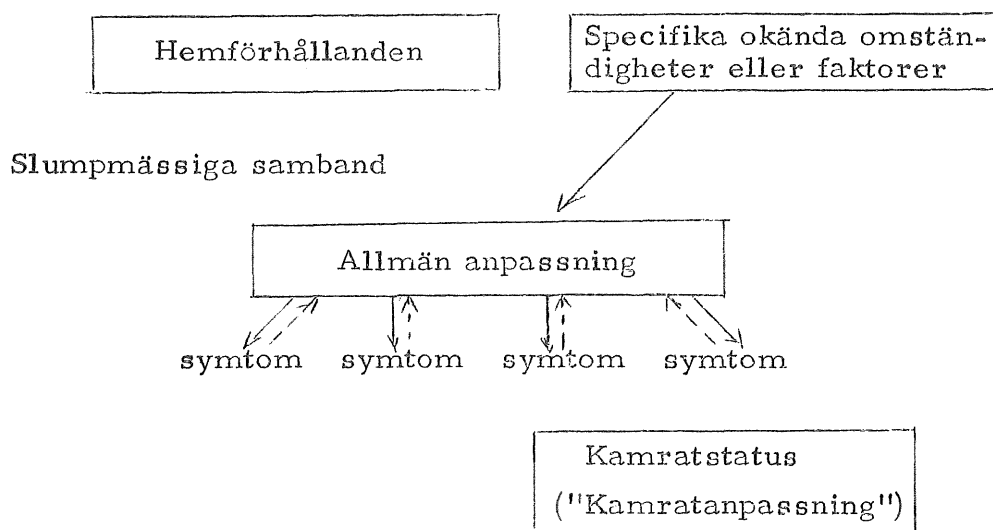 Hemförhållanden
Specifika okända omstän-
digheter eller faktorer
Slumpmässiga samband
Allmän anpassning
symtom symtom symtom symtom
Kamratstatus
("Kamratanpassning")